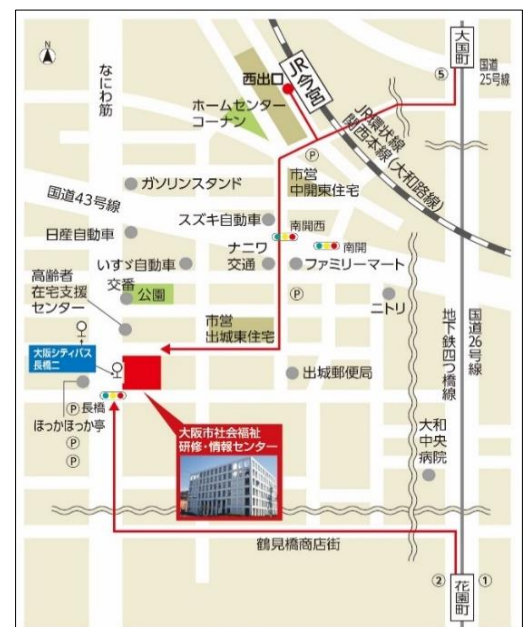 N
なにわ筋
西出口
JR今宮
大国町
⑤
国道
25号線
ホームセンター
コーナン
JR環状線
関西本線(大和路線)
Ⓟ
ガソリンスタンド
市営
中開東住宅
国道43号線
スズキ自動車
日産自動車
南開西
南開
ナニワ
交通
いすゞ自動車
ファミリーマート
高齢者
在宅支援
センター
交番
公園
Ⓟ
ニトリ
市営
出城東住宅
国道26号線
地下鉄四つ橋線
大阪シティバス
長橋二
出城郵便局
Ⓟ
長橋
ほっかほっか亭
Ⓟ
Ⓟ
大阪市社会福祉
研修・情報センター
大和
中央
病院
鶴見橋商店街
②
花園町
①